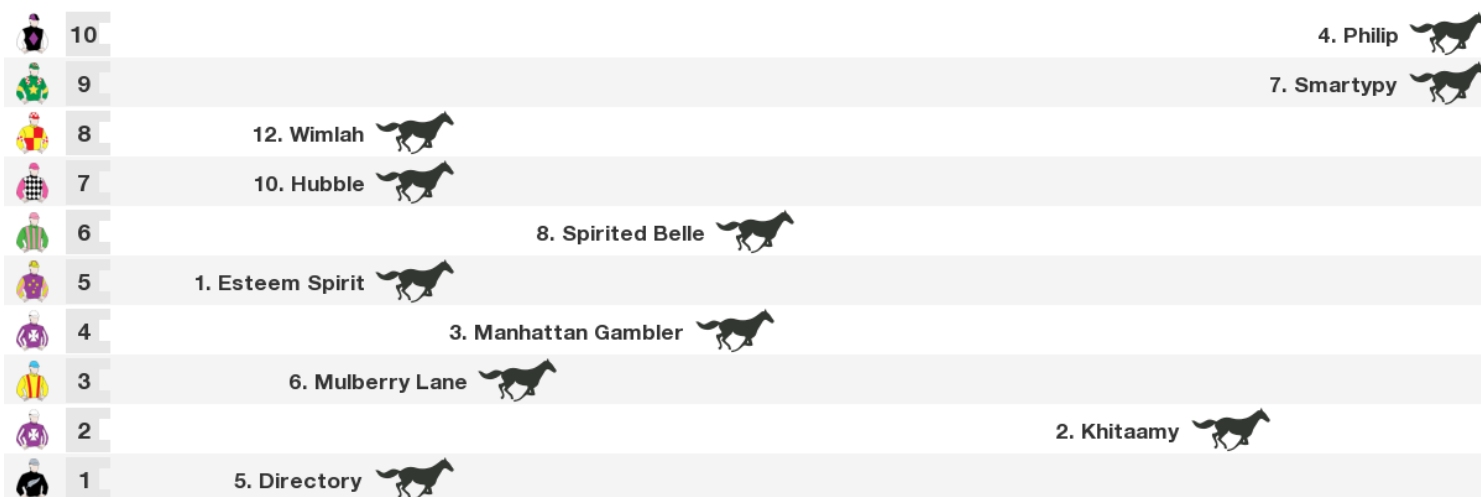 10 4. Philip
9 7. Smartypy
8 12. Wimlah
7 10. Hubble
6 8. Spirited Belle
5 1. Esteem Spirit
4 3. Manhattan Gambler
3 6. Mulberry Lane
2 2. Khitaamy
1 5. Directory